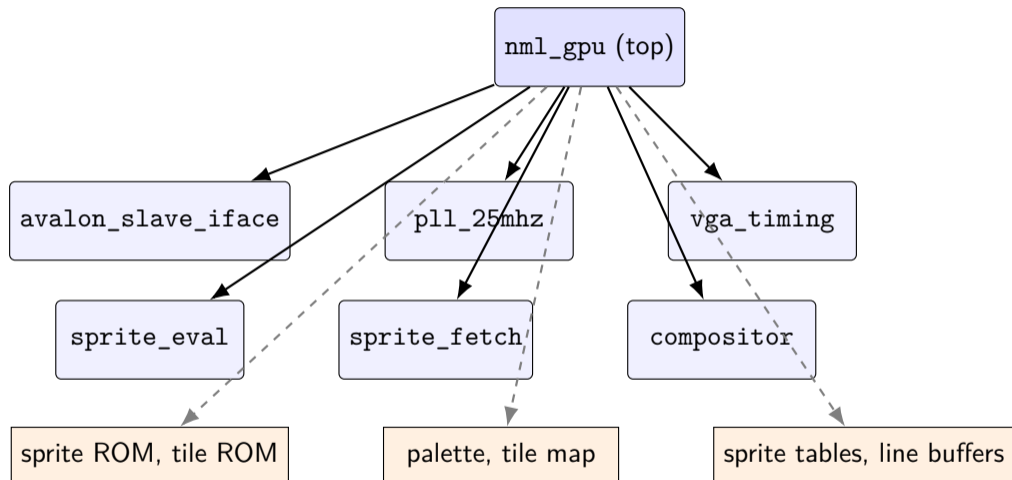 nml_gpu (top)
avalon_slave_iface
pll_25mhz
vga_timing
sprite_eval
sprite_fetch
compositor
sprite ROM, tile ROM
palette, tile map
sprite tables, line buffers